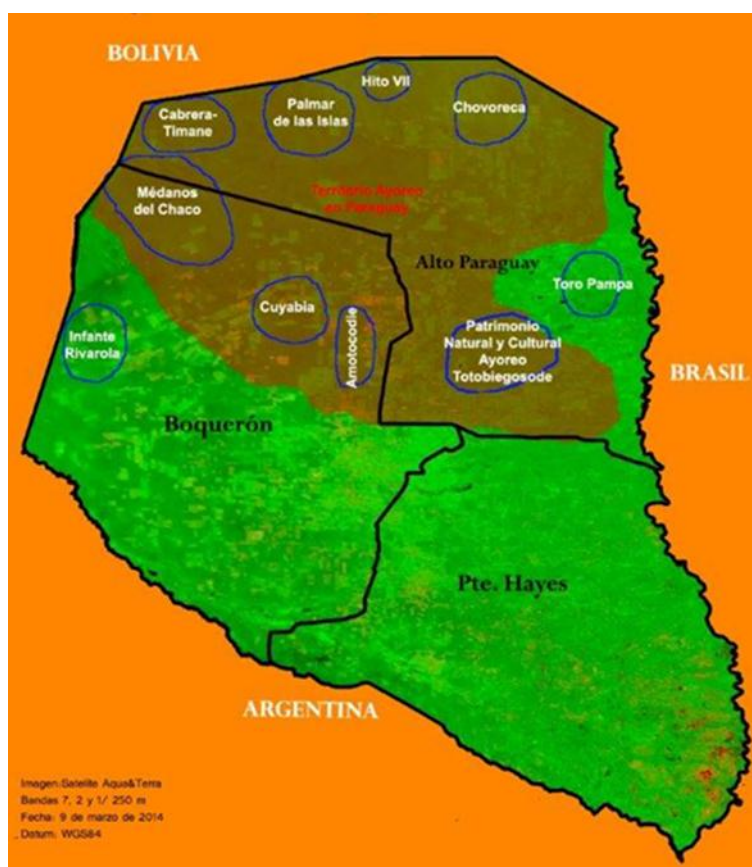 BOLIVIA
Hito VII
Cabrera-
Timane
Palmar
de las Islas
Chovoreca
Médanos
del Chaco
Territorio Ayoreo
en Paraguay
Alto Paraguay
Toro Pampa
Cuyabia
Amotocodie
Infante
Rivarola
Patrimonio
Natural y Cultural
Ayoreo
Totobiegosode
BRASIL
Boquerón
Pte. Hayes
ARGENTINA
Imagen:Satelite Aqua&Terra
Bandas 7, 2 y 1/ 250 m
Fecha: 9 de marzo de 2014
Datum: WGS84